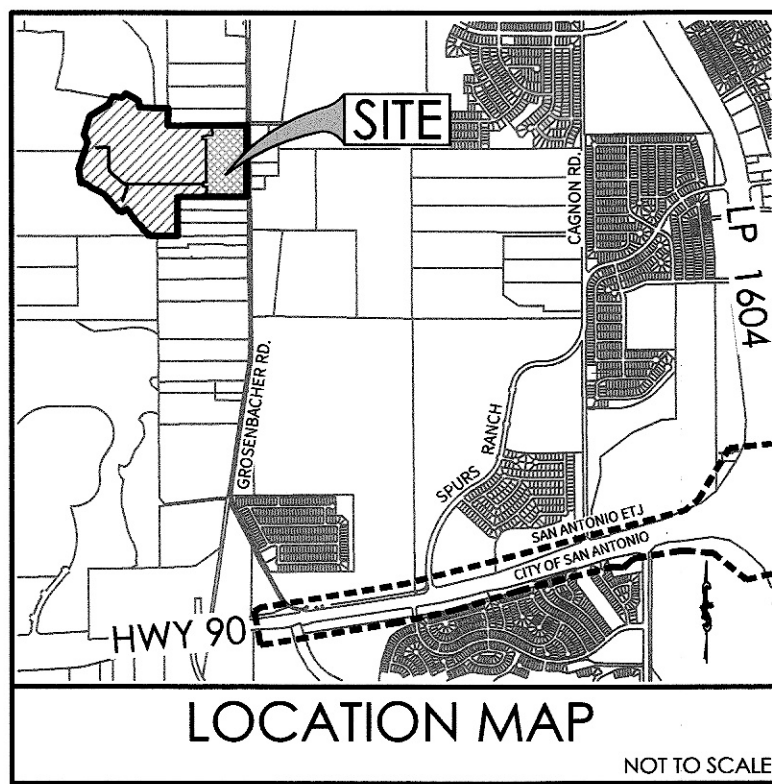 SITE
CAGNON RD.
LP 1604
GROSENBACHER RD.
SPURS RANCH
SAN ANTONIO ETJ
CITY OF SAN ANTONIO
HWY 90
LOCATION MAP
NOT TO SCALE